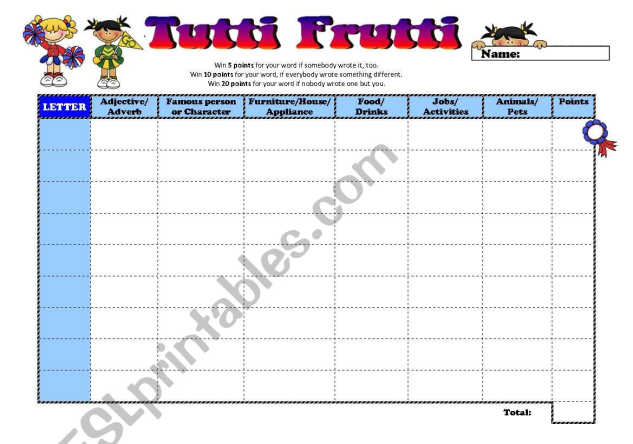 Tutti Frutti
Name:
Win 5 points for your word if somebody wrote it, too.
Win 10 points for your word, if everybody wrote something different.
Win 20 points for your word if nobody wrote one but you.
LETTER
Adjective/
Adverb
Famous person
or Character
Furniture/House/
Appliance
Food/
Drinks
Jobs/
Activities
Animals/
Pets
Points
Total:
ESLprintables.com